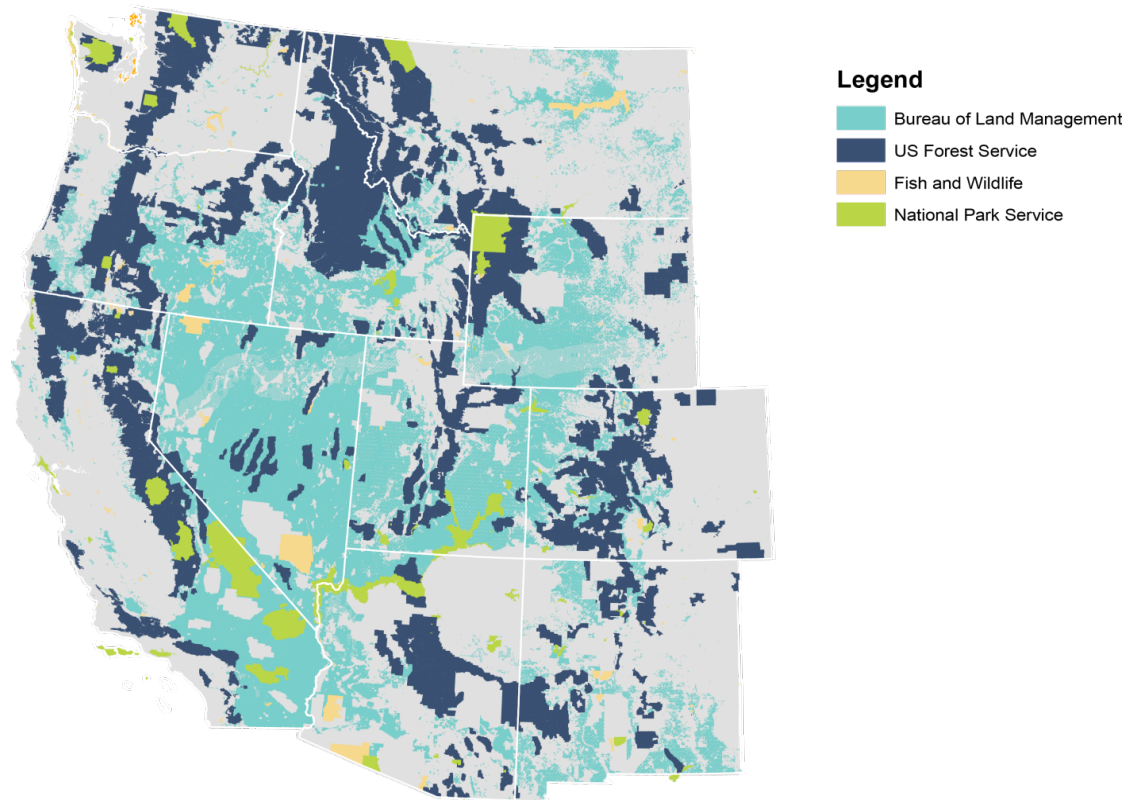 Legend
Bureau of Land Management
US Forest Service
Fish and Wildlife
National Park Service